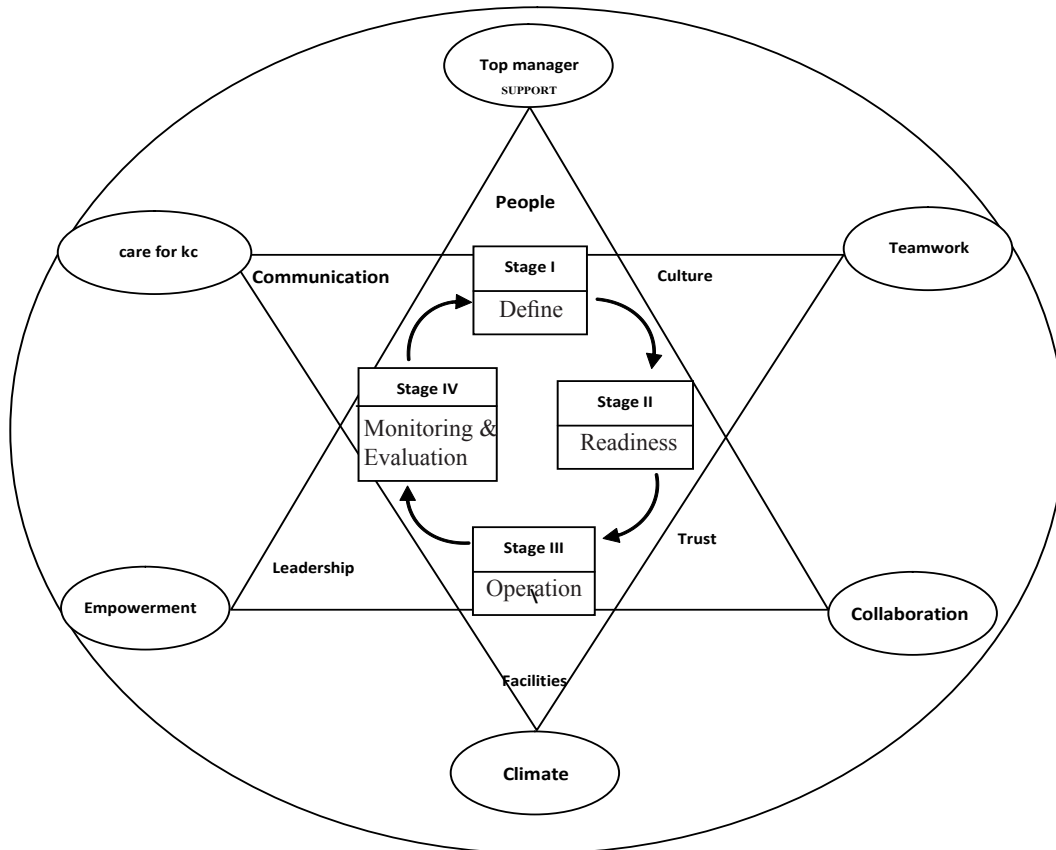 Top manager
SUPPORT
People
care for kc
Teamwork
Communication
Stage I
Culture
Define
Stage IV
Stage II
Monitoring &
Evaluation
Readiness
Stage III
Trust
Leadership
Operation
Empowerment
Collaboration
Facilities
Climate